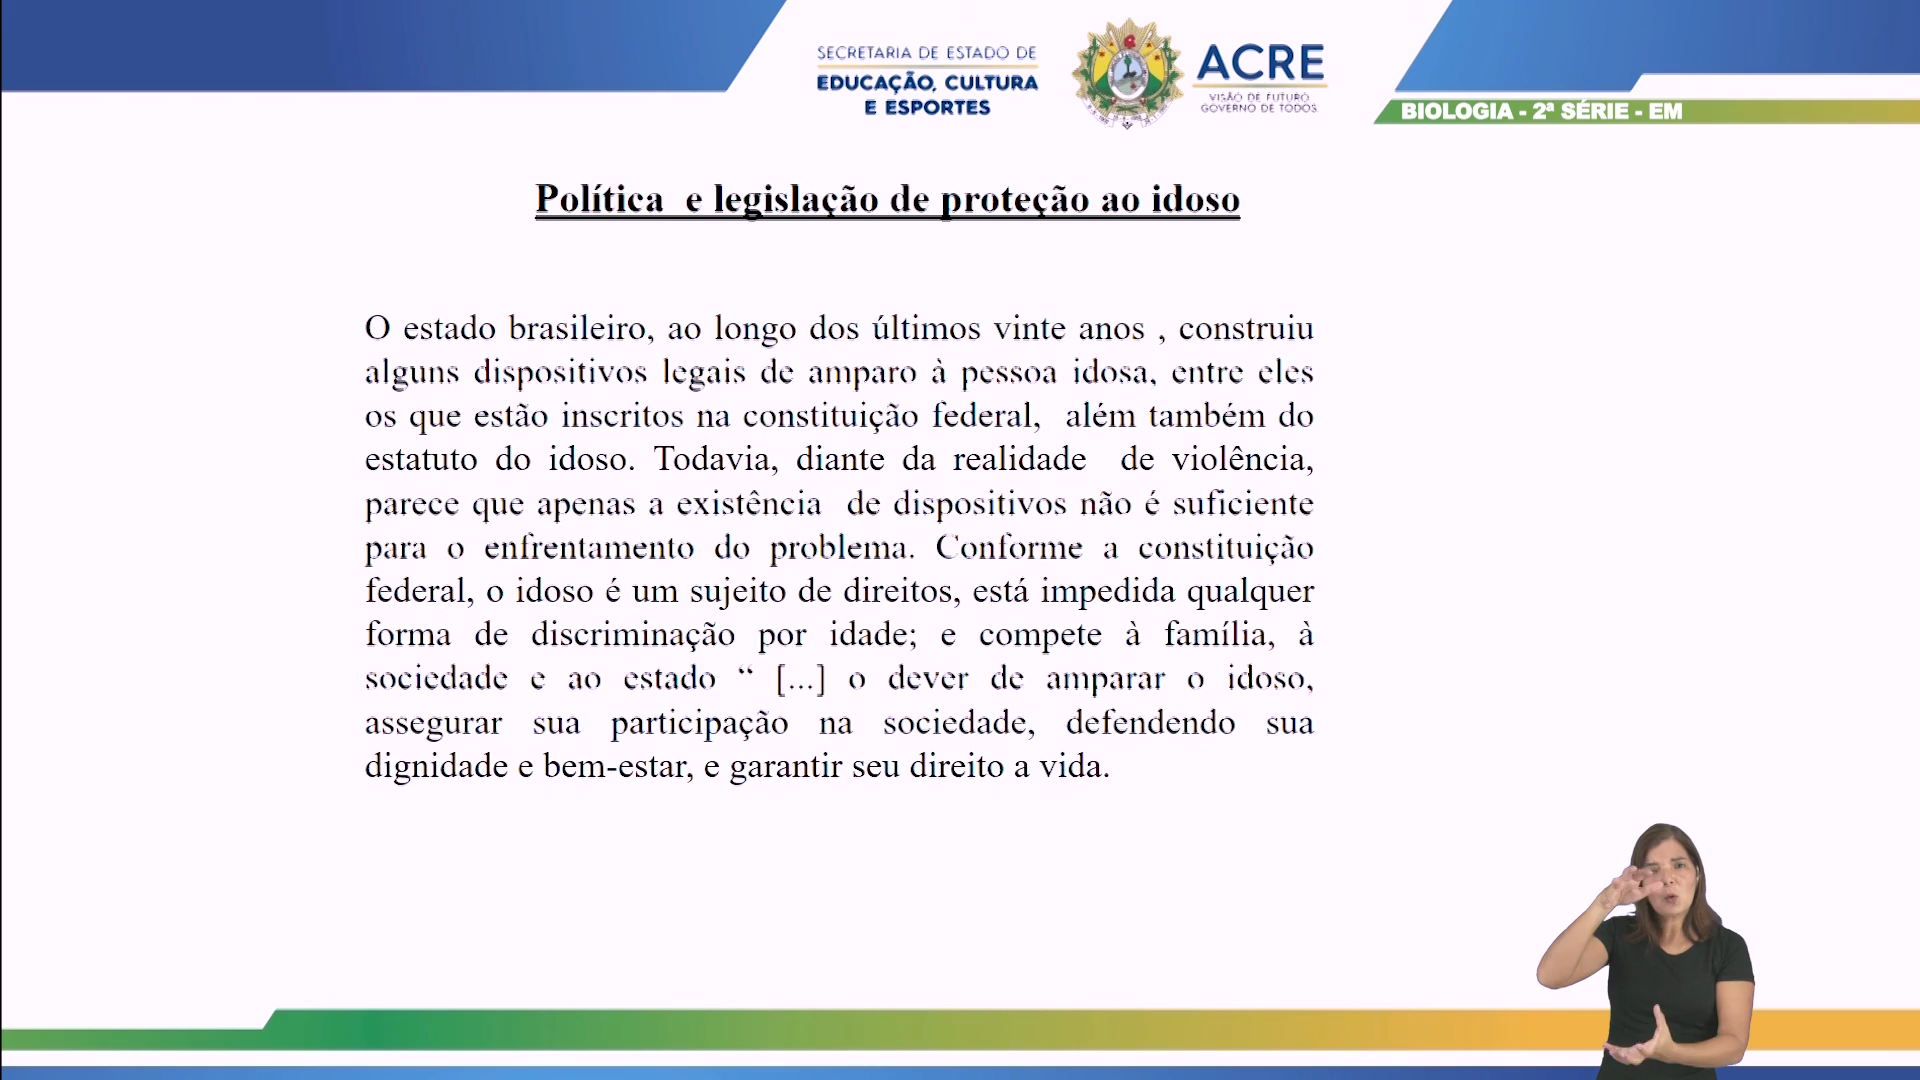 SECRETARIA DE ESTADO DE
EDUCAÇÃO, CULTURA
E ESPORTES
ACRE
VISÃO DE FUTURO
GOVERNO DE TODOS
BIOLOGIA - 2ª SÉRIE - EM
Política e legislação de proteção ao idoso
O estado brasileiro, ao longo dos últimos vinte anos , construiu
alguns dispositivos legais de amparo à pessoa idosa, entre eles
os que estão inscritos na constituição federal, além também do
estatuto do idoso. Todavia, diante da realidade de violência,
parece que apenas a existência de dispositivos não é suficiente
para o enfrentamento do problema. Conforme a constituição
federal, o idoso é um sujeito de direitos, está impedida qualquer
forma de discriminação por idade; e compete à família, à
sociedade e ao estado “ [...] o dever de amparar o idoso,
assegurar sua participação na sociedade, defendendo sua
dignidade e bem-estar, e garantir seu direito a vida.